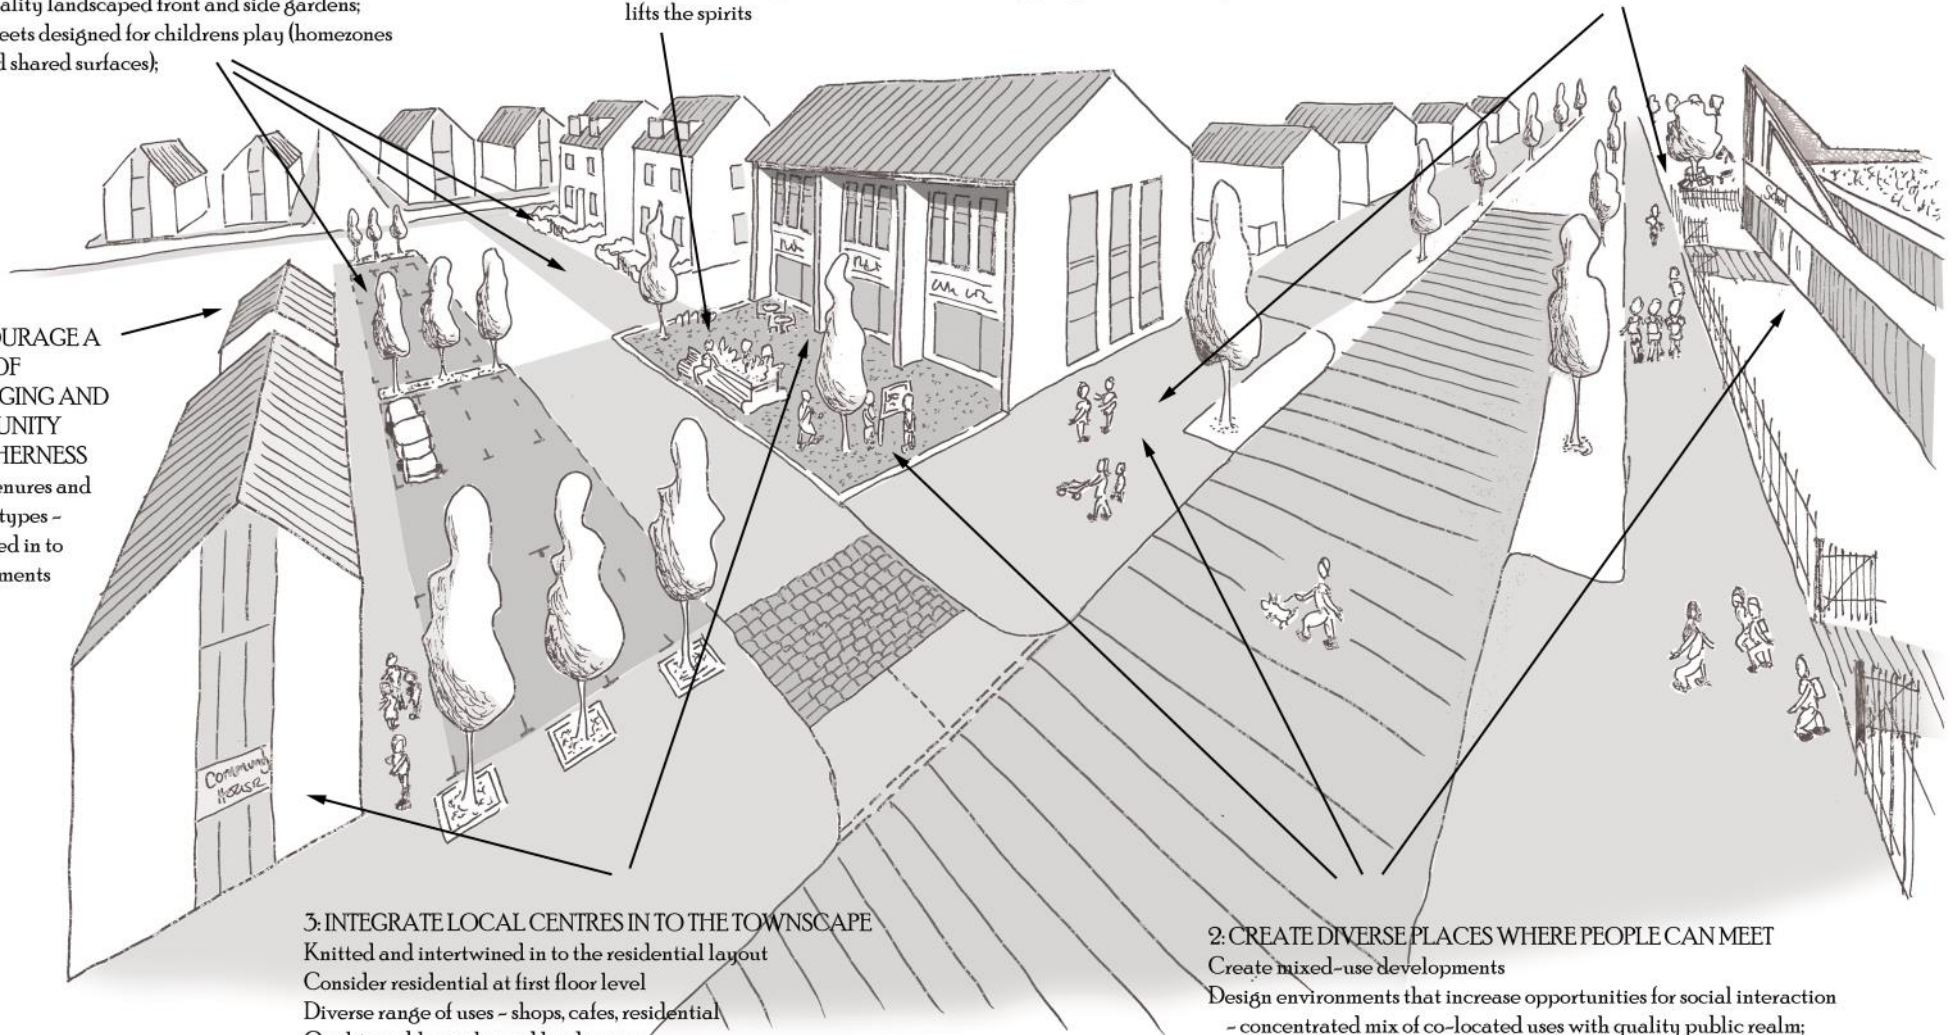 ality landscaped front and side gardens;
eets designed for childrens play (homezones
d shared surfaces);
lifts the spirits
OURAGE A
OF
GING AND
UNITY
HERNESS
enures and
types -
ed in to
ments
School
Community
House
3: INTEGRATE LOCAL CENTRES IN TO THE TOWNSCAPE
Knitted and intertwined in to the residential layout
Consider residential at first floor level
Diverse range of uses - shops, cafes, residential
2: CREATE DIVERSE PLACES WHERE PEOPLE CAN MEET
Create mixed-use developments
Design environments that increase opportunities for social interaction
- concentrated mix of co-located uses with quality public realm;